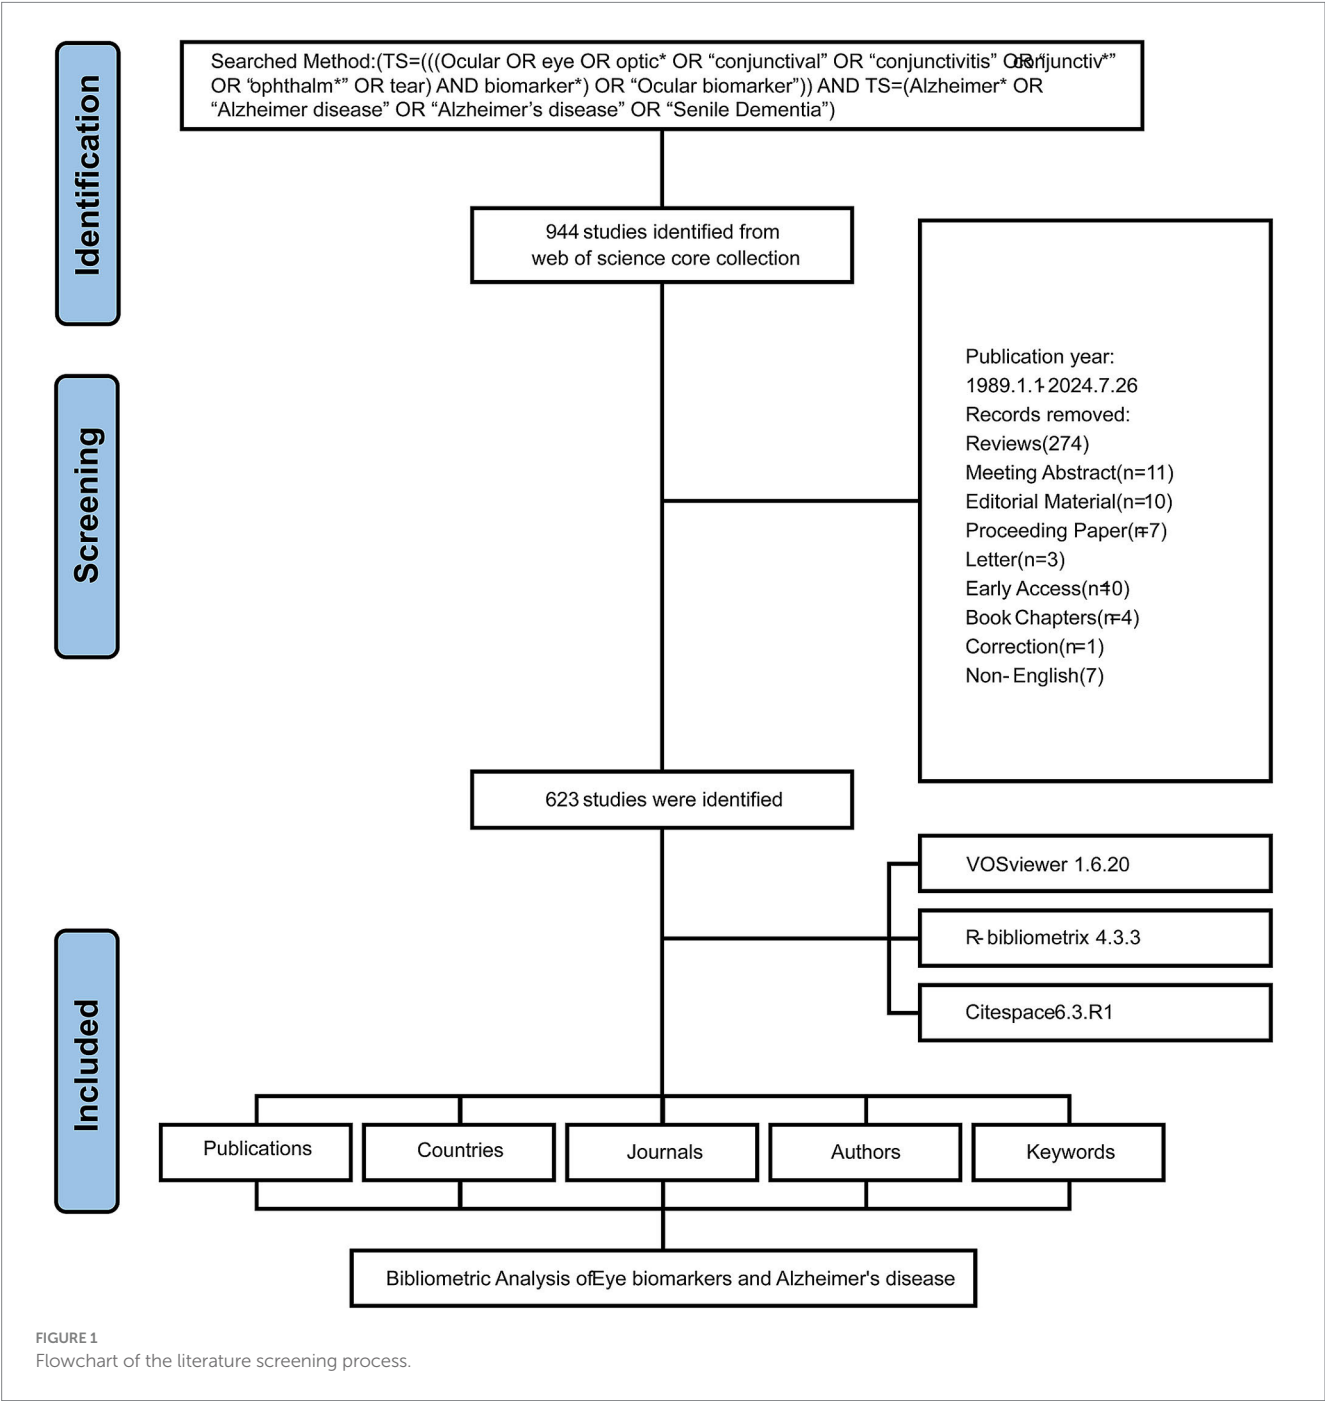 Identification
Searched Method:(TS=(((Ocular OR eye OR optic* OR “conjunctival” OR “conjunctivitis” OR “conjunctiv*”
OR “ophthalm*” OR tear) AND biomarker*) OR “Ocular biomarker”)) AND TS=(Alzheimer* OR
“Alzheimer disease” OR “Alzheimer’s disease” OR “Senile Dementia”)
944 studies identified from
web of science core collection
Screening
Publication year:
1989.1.1-2024.7.26
Records removed:
Reviews(274)
Meeting Abstract(n=11)
Editorial Material(n=10)
Proceeding Paper(n=7)
Letter(n=3)
Early Access(n=10)
Book Chapters(n=4)
Correction(n=1)
Non-English(7)
623 studies were identified
VOSviewer 1.6.20
R-bibliometrix 4.3.3
Citespace6.3.R1
Included
Publications
Countries
Journals
Authors
Keywords
Bibliometric Analysis ofEye biomarkers and Alzheimer's disease
FIGURE 1
Flowchart of the literature screening process.